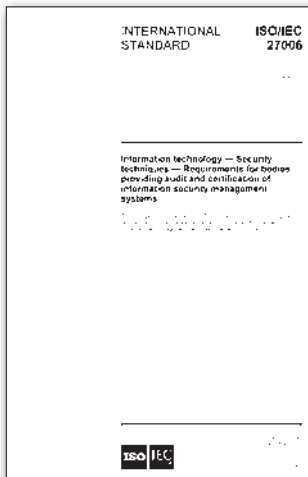 INTERNATIONAL ISO/IEC
STANDARD 27006
Information technology — Security
techniques — Requirements for bodies
providing audit and certification of
information security management
systems
ISO IEC